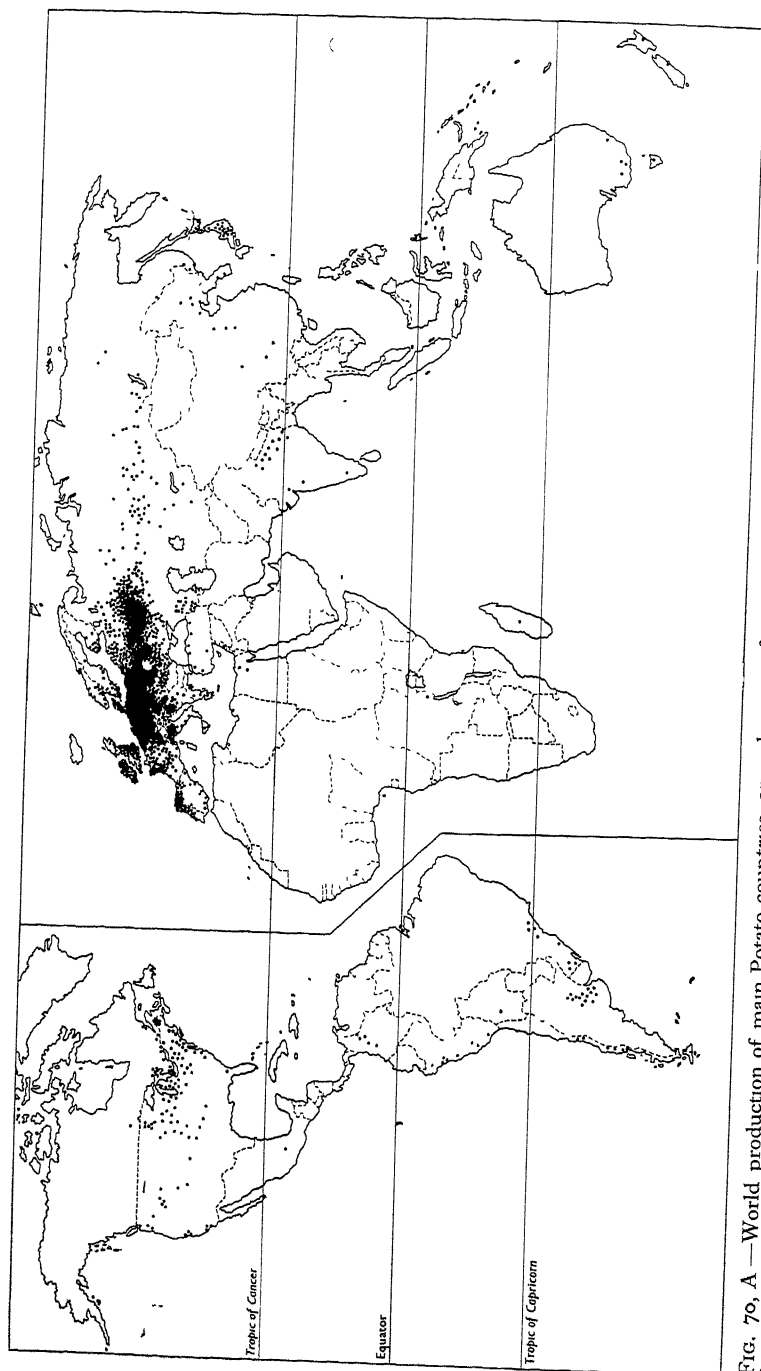 Tropic of Cancer
Equator
Tropic of Capricorn
FIG. 70, A —World production of main Potato countries